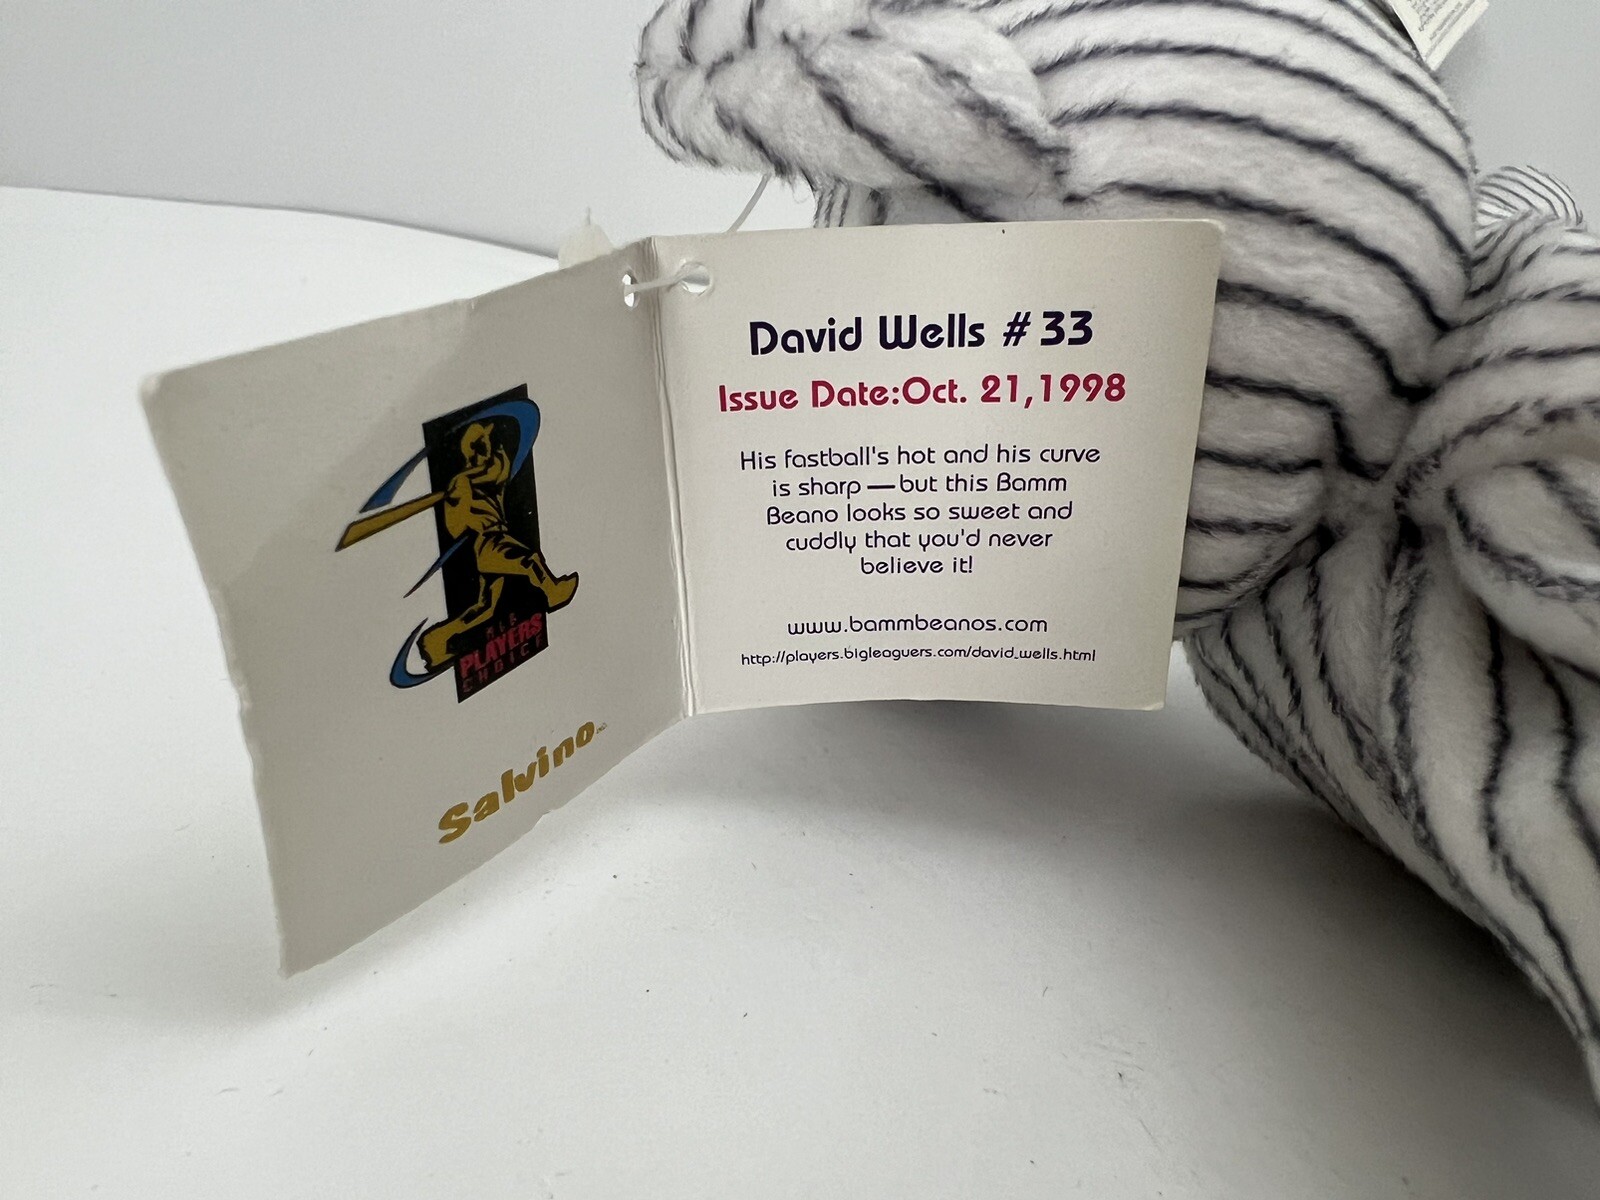 MLB
PLAYERS
CHOICE
Salvino
David Wells #33
Issue Date:Oct. 21,1998
His fastball's hot and his curve
is sharp — but this Bamm
Beano looks so sweet and
cuddly that you'd never
believe it!
www.bammbeanos.com
http://players.bigleaguers.com/david_wells.html